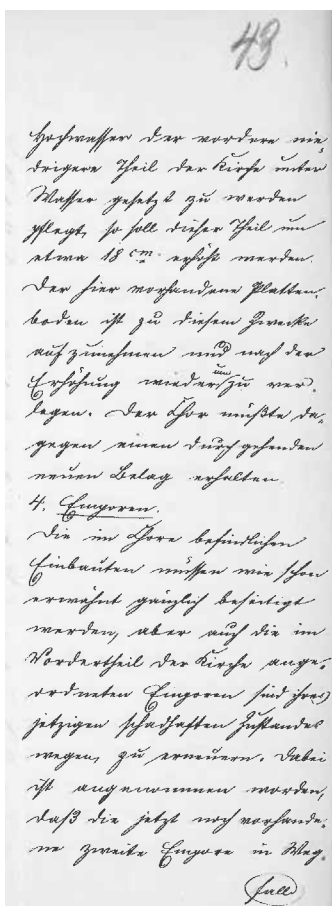 43.
Hochwasser der vordere nie-
drigere Theil der Kirche unter
Wasser gesetzt zu werden
pflegt, so soll dieser Theil um
etwa 18 cm erhöht werden.
Der hier vorhandene Platten-
boden ist zu diesem Zwecke
aufzunehmen und nach der
Erhöhung wiederum zu ver-
legen. Der Chor müßte da-
gegen einen durchgehenden
neuen Belag erhalten.
4. Emporen.
Die im Chore befindlichen
Einbauten müssen wie schon
erwähnt gänzlich beseitigt
werden, aber auch die im
Vordertheil der Kirche ange-
ordneten Emporen sind ihres
jetzigen schadhaften Zustandes
wegen, zu erneuern. Dabei
ist angenommen worden,
daß die jetzt noch vorhande-
ne zweite Empore in Weg-
fall